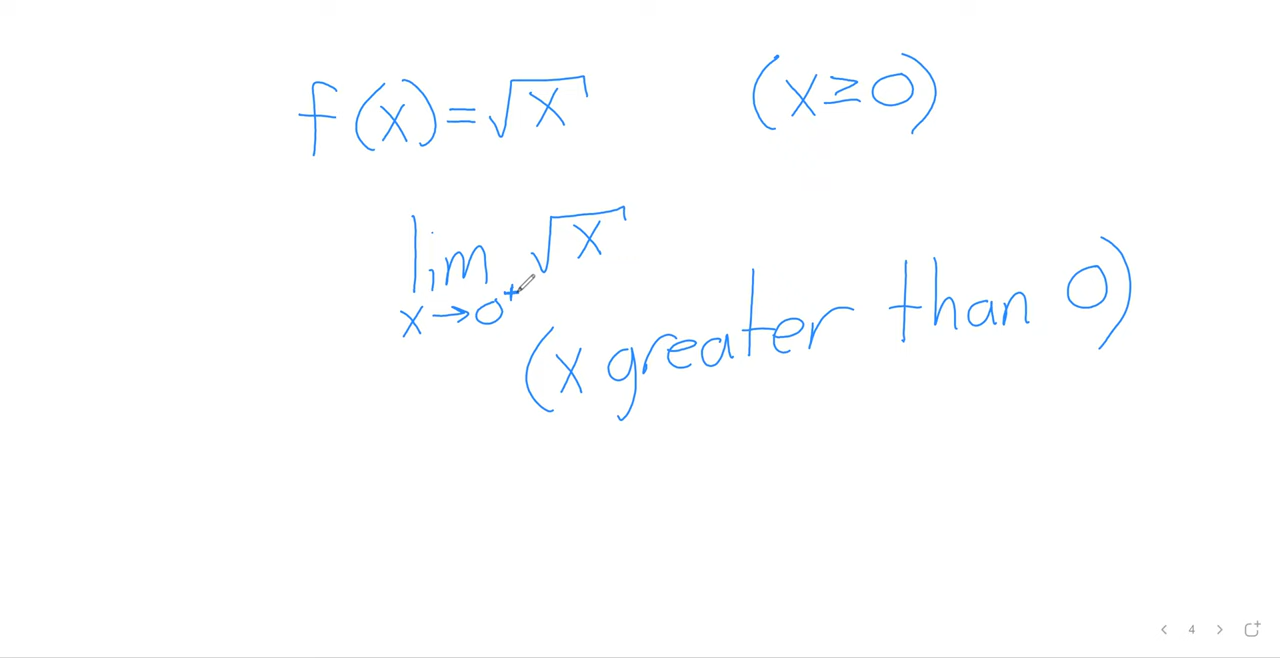 f(x)=√x (x≥0)
lim √x
x→0⁺
(x greater than 0)
4